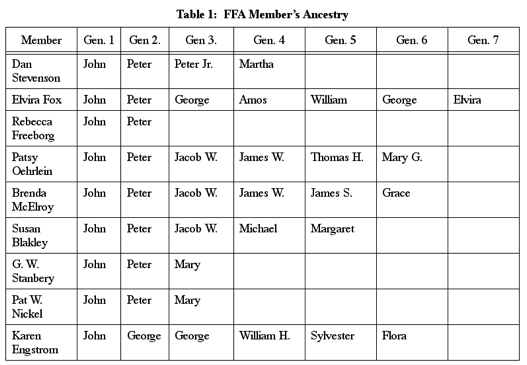 Table 1: FFA Member's Ancestry
Member Gen. 1 Gen 2. Gen 3. Gen. 4 Gen. 5 Gen. 6 Gen. 7
Dan John Peter Peter Jr. Martha
Stevenson
Elvira Fox John Peter George Amos William George Elvira
Rebecca John Peter
Freeborg
Patsy John Peter Jacob W. James W. Thomas H. Mary G.
Oehrlein
Brenda John Peter Jacob W. James W. James S. Grace
McElroy
Susan John Peter Jacob W. Michael Margaret
Blakley
G. W. John Peter Mary
Stanbery
Pat W. John Peter Mary
Nickel
Karen John George George William H. Sylvester Flora
Engstrom